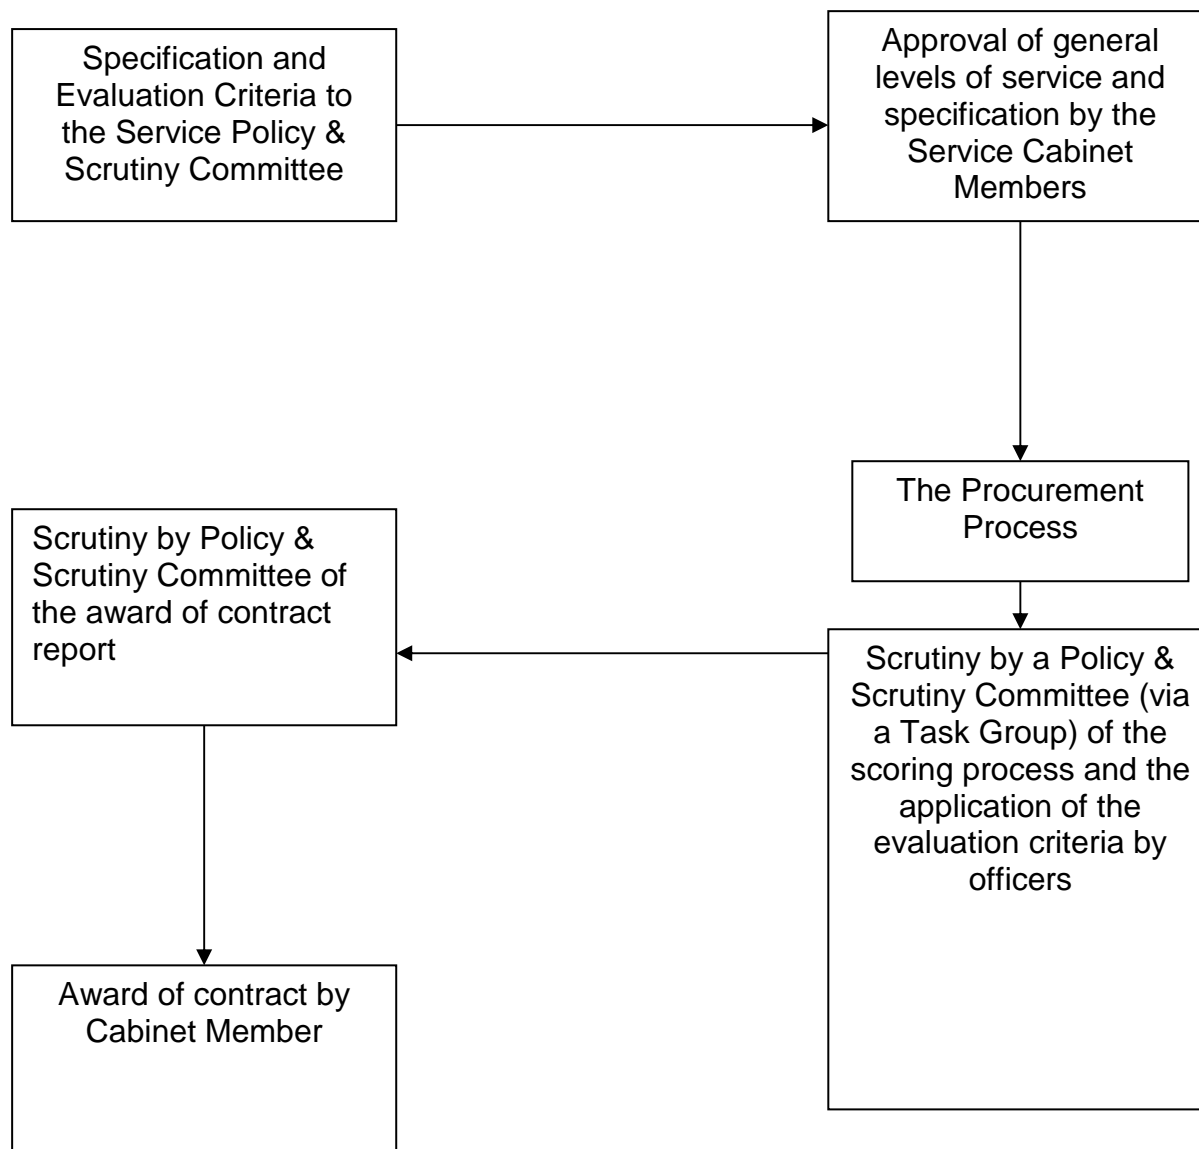 Specification and
Evaluation Criteria to
the Service Policy &
Scrutiny Committee
Approval of general
levels of service and
specification by the
Service Cabinet
Members
The Procurement
Process
Scrutiny by a Policy &
Scrutiny Committee (via
a Task Group) of the
scoring process and the
application of the
evaluation criteria by
officers
Scrutiny by Policy &
Scrutiny Committee of
the award of contract
report
Award of contract by
Cabinet Member